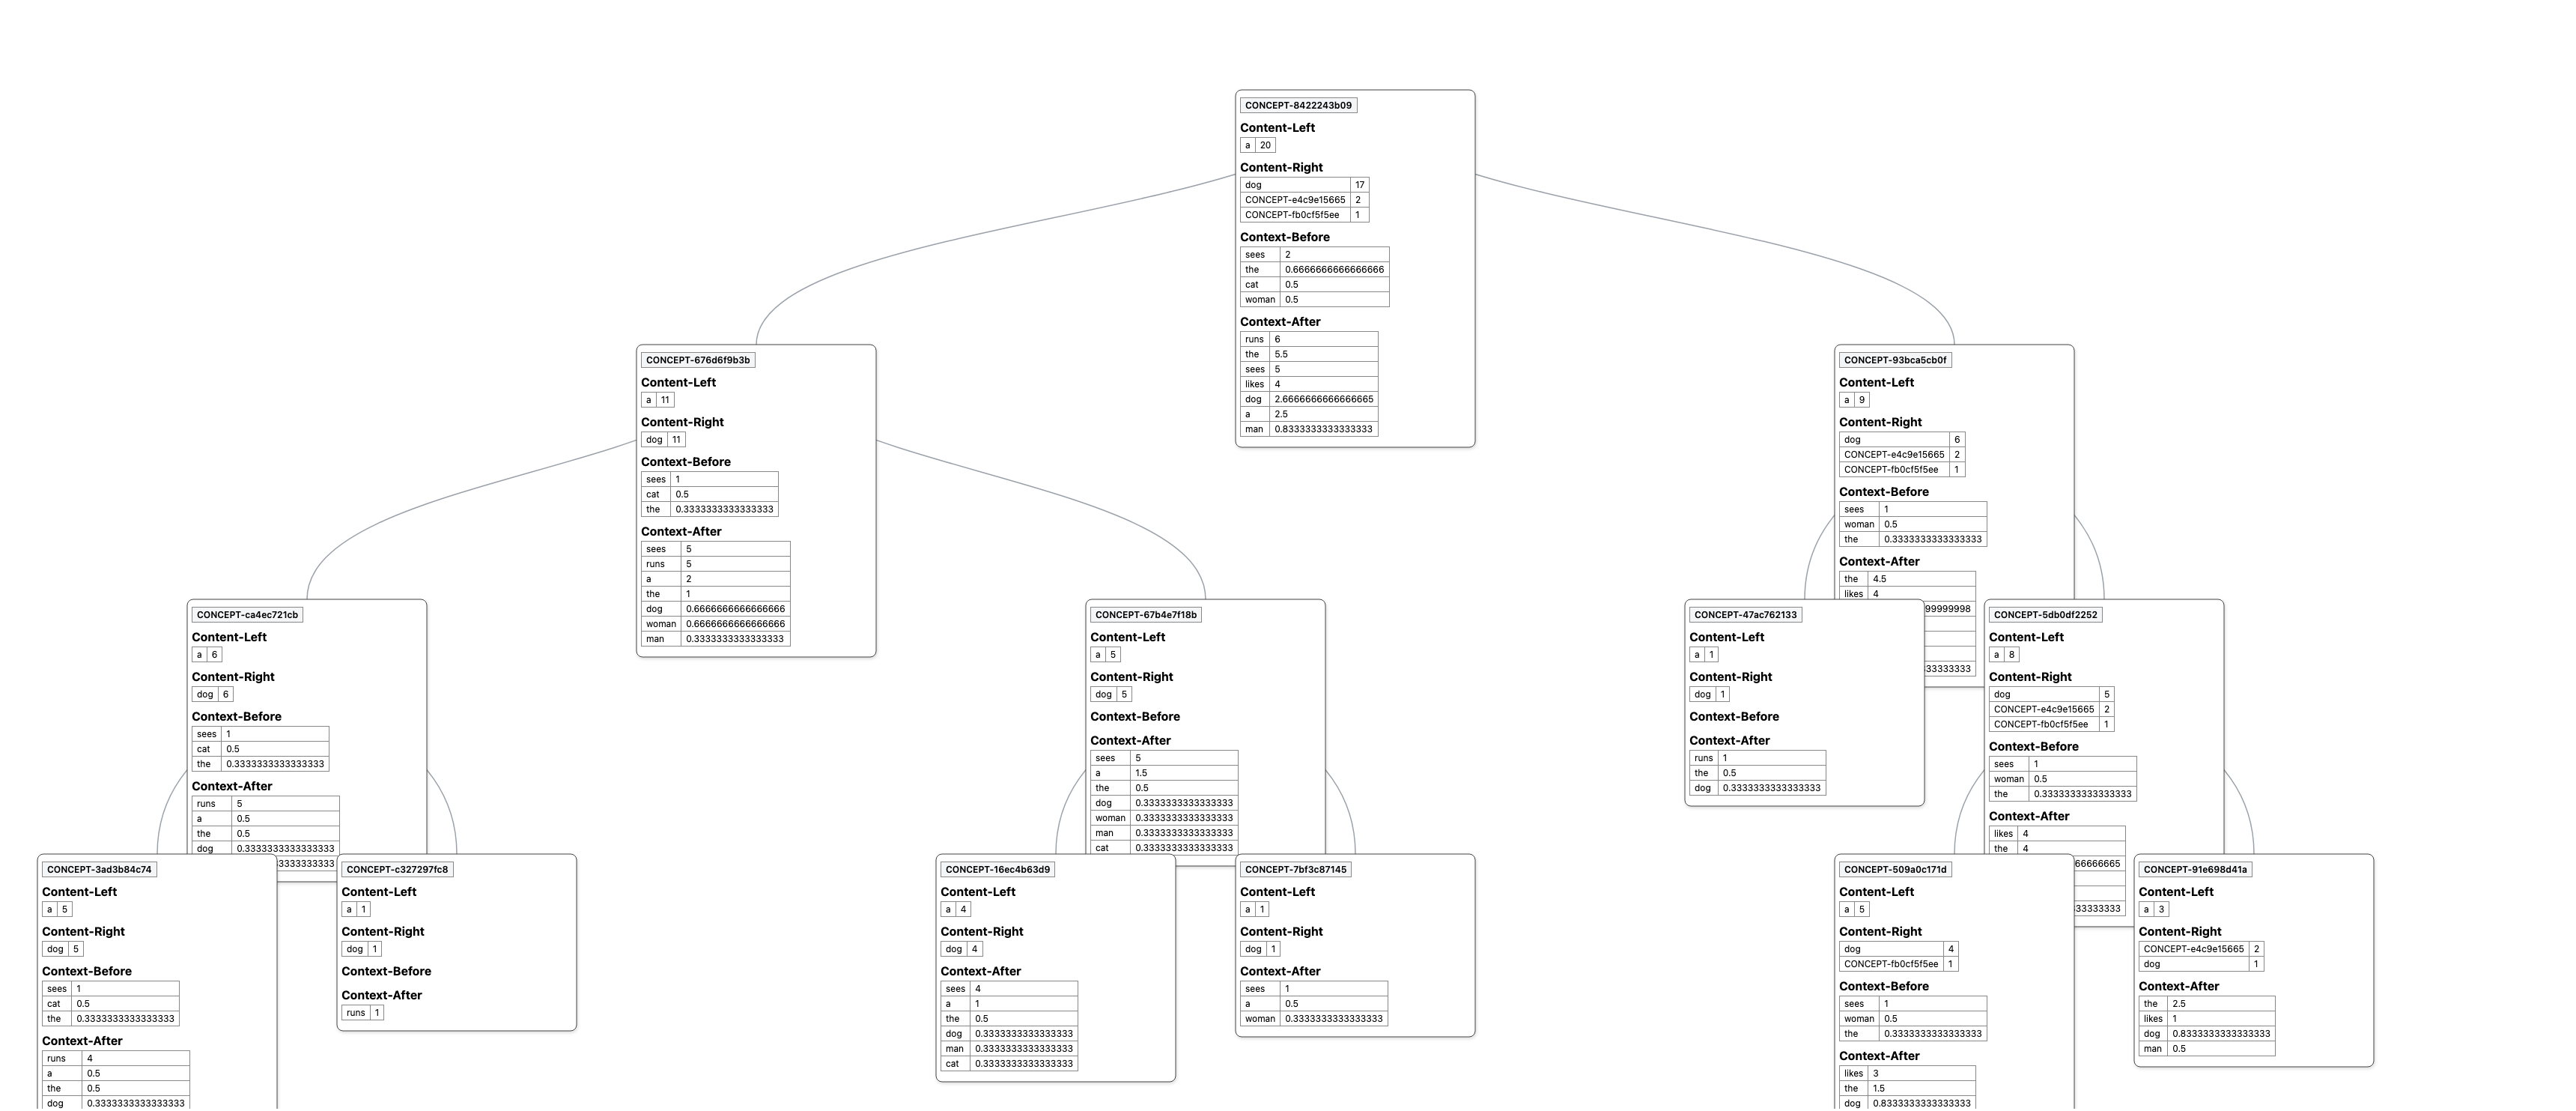 CONCEPT-8422243b09
Content-Left
a 20
Content-Right
dog 17
CONCEPT-e4c9e15665 2
CONCEPT-fb0cf5f5ee 1
Context-Before
sees 2
the 0.6666666666666666
cat 0.5
woman 0.5
Context-After
runs 6
the 5.5
sees 5
likes 4
dog 2.6666666666666665
a 2.5
man 0.8333333333333333
CONCEPT-676d6f9b3b
Content-Left
a 11
Content-Right
dog 11
Context-Before
sees 1
cat 0.5
the 0.3333333333333333
Context-After
sees 5
runs 5
a 2
the 1
dog 0.6666666666666666
woman 0.6666666666666666
man 0.3333333333333333
CONCEPT-93bca5cb0f
Content-Left
a 9
Content-Right
dog 6
CONCEPT-e4c9e15665 2
CONCEPT-fb0cf5f5ee 1
Context-Before
sees 1
woman 0.5
the 0.3333333333333333
Context-After
the 4.5
likes 4
99999998
33333333
CONCEPT-ca4ec721cb
Content-Left
a 6
Content-Right
dog 6
Context-Before
sees 1
cat 0.5
the 0.3333333333333333
Context-After
runs 5
a 0.5
the 0.5
dog 0.3333333333333333
33333333333
CONCEPT-67b4e7f18b
Content-Left
a 5
Content-Right
dog 5
Context-Before
Context-After
sees 5
a 1.5
the 0.5
dog 0.3333333333333333
woman 0.3333333333333333
man 0.3333333333333333
cat 0.3333333333333333
CONCEPT-47ac762133
Content-Left
a 1
Content-Right
dog 1
Context-Before
Context-After
runs 1
the 0.5
dog 0.3333333333333333
CONCEPT-5db0df2252
Content-Left
a 8
Content-Right
dog 5
CONCEPT-e4c9e15665 2
CONCEPT-fb0cf5f5ee 1
Context-Before
sees 1
woman 0.5
the 0.3333333333333333
Context-After
likes 4
the 4
66666665
33333333
CONCEPT-3ad3b84c74
Content-Left
a 5
Content-Right
dog 5
Context-Before
sees 1
cat 0.5
the 0.3333333333333333
Context-After
runs 4
a 0.5
the 0.5
dog 0.3333333333333333
CONCEPT-c327297fc8
Content-Left
a 1
Content-Right
dog 1
Context-Before
Context-After
runs 1
CONCEPT-16ec4b63d9
Content-Left
a 4
Content-Right
dog 4
Context-After
sees 4
a 1
the 0.5
dog 0.3333333333333333
man 0.3333333333333333
cat 0.3333333333333333
CONCEPT-7bf3c87145
Content-Left
a 1
Content-Right
dog 1
Context-After
sees 1
a 0.5
woman 0.3333333333333333
CONCEPT-509a0c171d
Content-Left
a 5
Content-Right
dog 4
CONCEPT-fb0cf5f5ee 1
Context-Before
sees 1
woman 0.5
the 0.3333333333333333
Context-After
likes 3
the 1.5
dog 0.8333333333333333
CONCEPT-91e698d41a
Content-Left
a 3
Content-Right
CONCEPT-e4c9e15665 2
dog 1
Context-After
the 2.5
likes 1
dog 0.8333333333333333
man 0.5